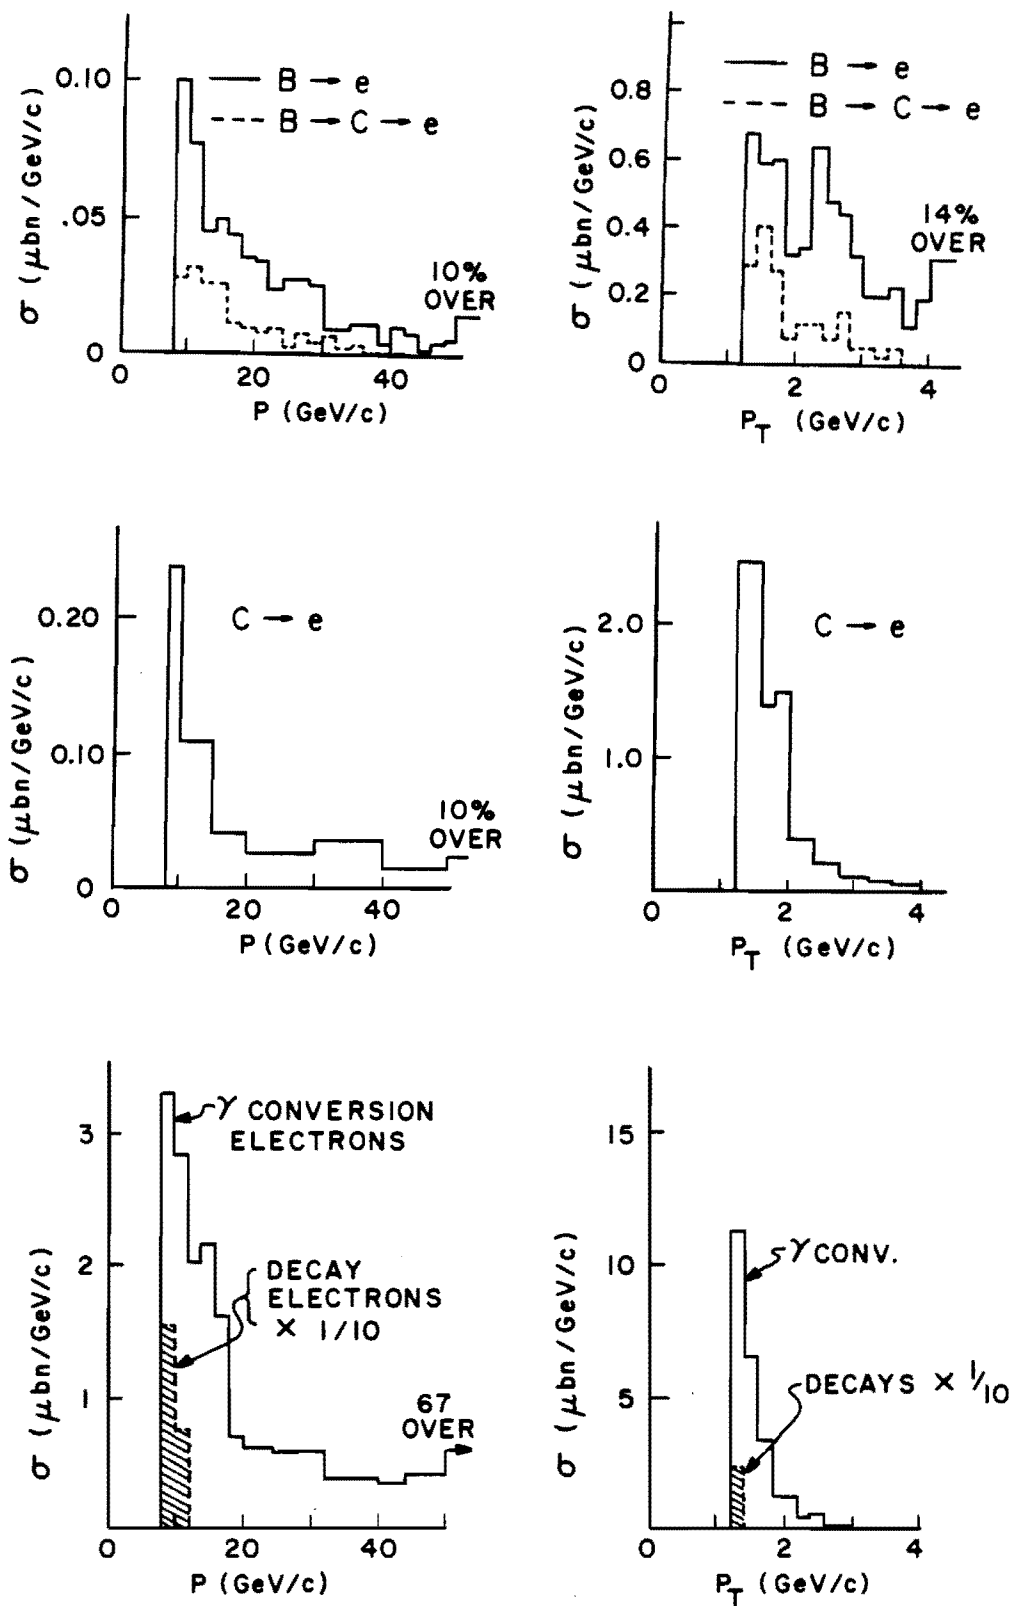 0.10
.05
0
σ (μbn/GeV/c)
B → e
B → C → e
10%
OVER
0
20
40
P (GeV/c)
0.8
0.6
0.4
0.2
0
σ (μbn/GeV/c)
B → e
B → C → e
14%
OVER
0
2
4
P_T (GeV/c)
0.20
0.10
0
σ (μbn/GeV/c)
C → e
10%
OVER
0
20
40
P (GeV/c)
2.0
1.0
σ (μbn/GeV/c)
C → e
0
2
4
P_T (GeV/c)
3
2
1
σ (μbn/GeV/c)
γ CONVERSION
ELECTRONS
DECAY
ELECTRONS
× 1/10
67
OVER
0
20
40
P (GeV/c)
15
10
5
σ (μbn/GeV/c)
γ CONV.
DECAYS × 1/10
0
2
4
P_T (GeV/c)